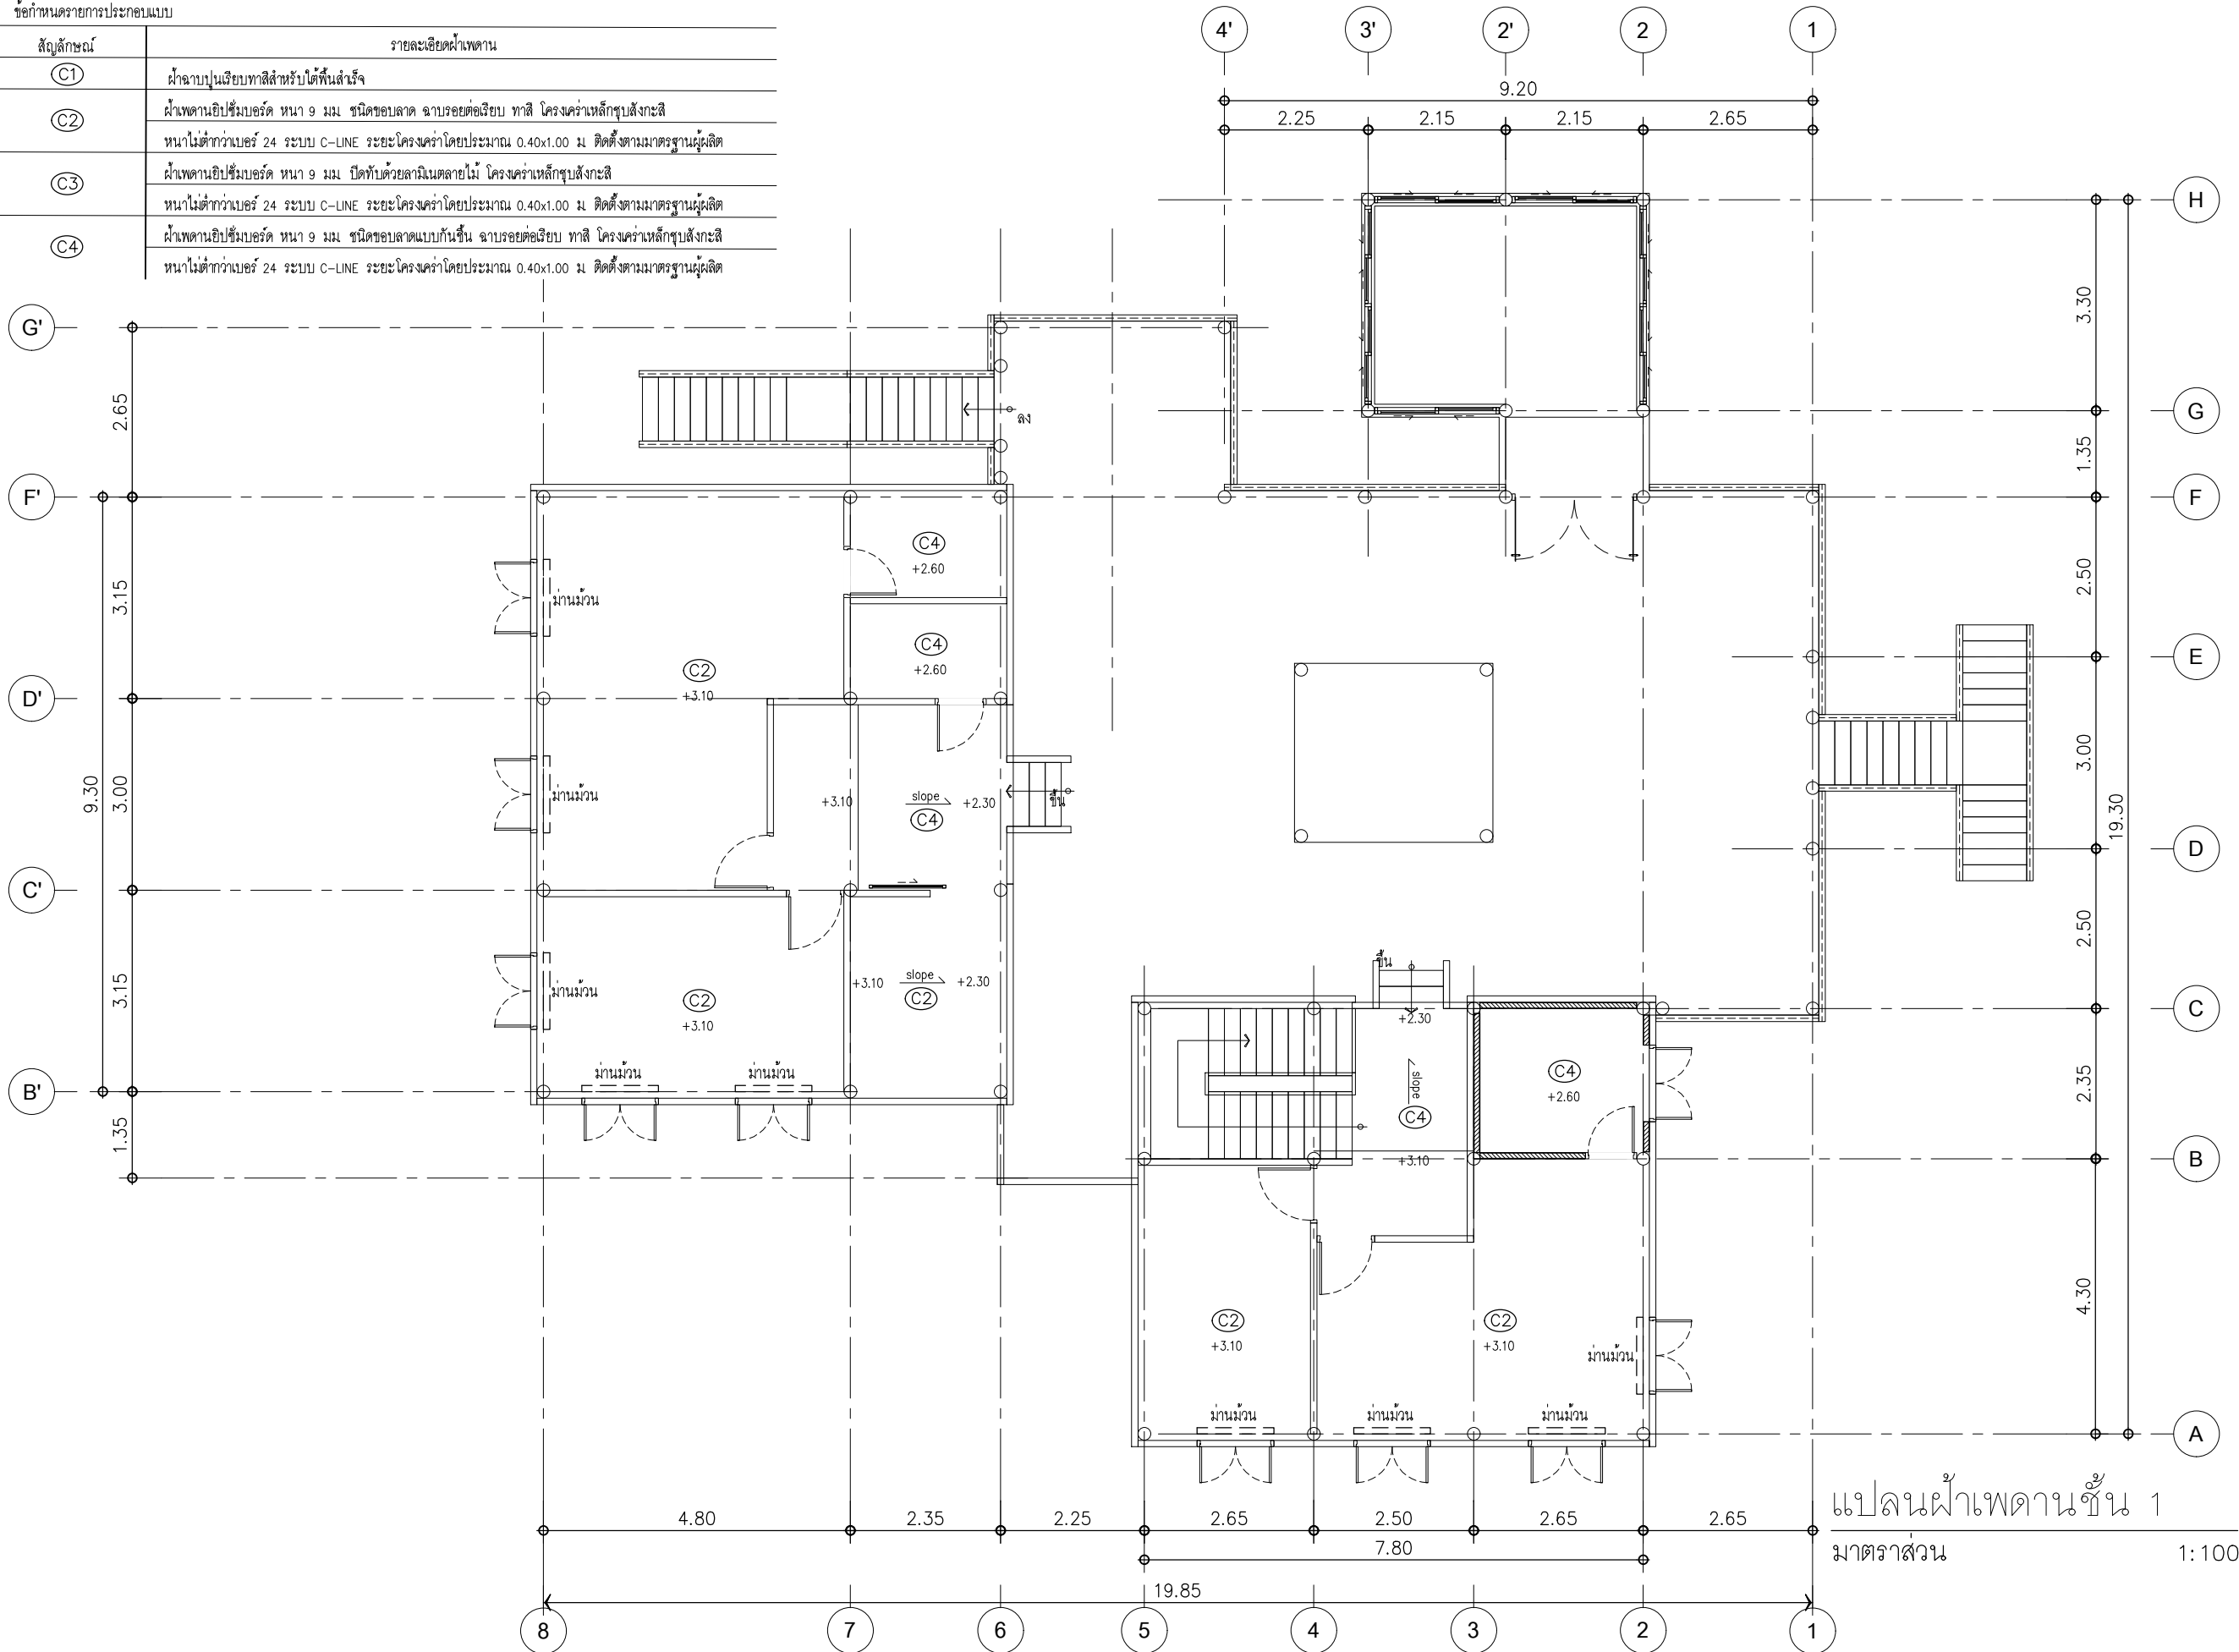 ข้อกำหนดรายการประกอบแบบ
สัญลักษณ์ รายละเอียดฝ้าเพดาน
C1 ฝ้าฉาบปูนเรียบทาสีสำหรับใต้พื้นสำเร็จ
C2 ฝ้าเพดานยิปซั่มบอร์ด หนา 9 มม. ชนิดขอบลาด ฉาบรอยต่อเรียบ ทาสี โครงเคร่าเหล็กชุบสังกะสี
หนาไม่ต่ำกว่าเบอร์ 24 ระบบ C-LINE ระยะโครงเคร่าโดยประมาณ 0.40x1.00 ม. ติดตั้งตามมาตรฐานผู้ผลิต
C3 ฝ้าเพดานยิปซั่มบอร์ด หนา 9 มม. ปิดทับด้วยลามิเนตลายไม้ โครงเคร่าเหล็กชุบสังกะสี
หนาไม่ต่ำกว่าเบอร์ 24 ระบบ C-LINE ระยะโครงเคร่าโดยประมาณ 0.40x1.00 ม. ติดตั้งตามมาตรฐานผู้ผลิต
C4 ฝ้าเพดานยิปซั่มบอร์ด หนา 9 มม. ชนิดขอบลาดแบบกันชื้น ฉาบรอยต่อเรียบ ทาสี โครงเคร่าเหล็กชุบสังกะสี
หนาไม่ต่ำกว่าเบอร์ 24 ระบบ C-LINE ระยะโครงเคร่าโดยประมาณ 0.40x1.00 ม. ติดตั้งตามมาตรฐานผู้ผลิต
4' 3' 2' 2 1
9.20
2.25 2.15 2.15 2.65
H
3.30
G'
G
2.65
ลง
1.35
F'
F
C4
+2.60
2.50
3.15
ม่านม้วน
C4
+2.60
E
C2
+3.10
D'
9.30
3.00
ม่านม้วน
+3.10
slope
+2.30
C4
ขึ้น
3.00
19.30
D
C'
2.50
3.15
ม่านม้วน
C2
+3.10
+3.10
slope
+2.30
C2
ขึ้น
C
+2.30
slope
C4
+3.10
C4
+2.60
2.35
ม่านม้วน
ม่านม้วน
B'
1.35
B
4.30
C2
+3.10
C2
+3.10
ม่านม้วน
ม่านม้วน
ม่านม้วน
ม่านม้วน
A
แปลนฝ้าเพดานชั้น 1
มาตราส่วน 1:100
4.80 2.35 2.25 2.65 2.50 2.65 2.65
7.80
19.85
8 7 6 5 4 3 2 1